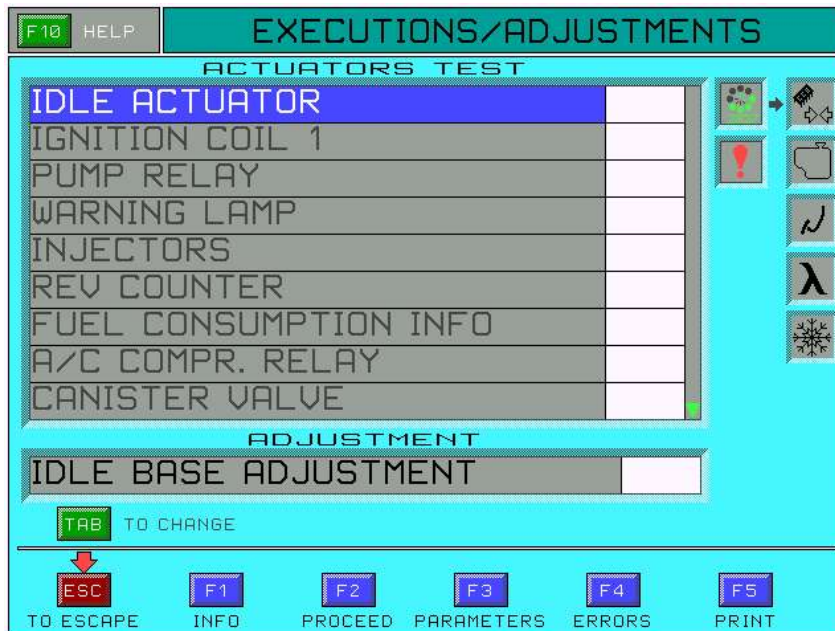 F10 HELP EXECUTIONS/ADJUSTMENTS
ACTUATORS TEST
IDLE ACTUATOR
IGNITION COIL 1
PUMP RELAY
WARNING LAMP
INJECTORS
REV COUNTER
FUEL CONSUMPTION INFO
A/C COMPR. RELAY
CANISTER VALVE
λ
ADJUSTMENT
IDLE BASE ADJUSTMENT
TAB TO CHANGE
ESC F1 F2 F3 F4 F5
TO ESCAPE INFO PROCEED PARAMETERS ERRORS PRINT